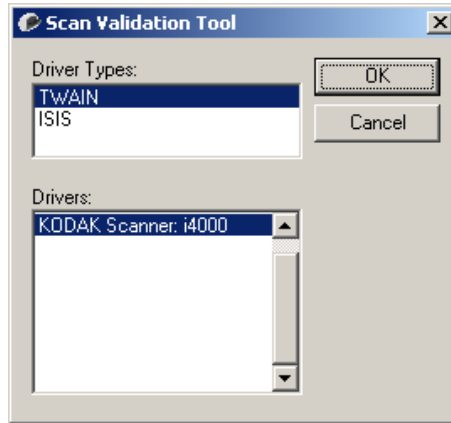 Scan Validation Tool
Driver Types:
TWAIN
ISIS
OK
Cancel
Drivers:
KODAK Scanner: i4000